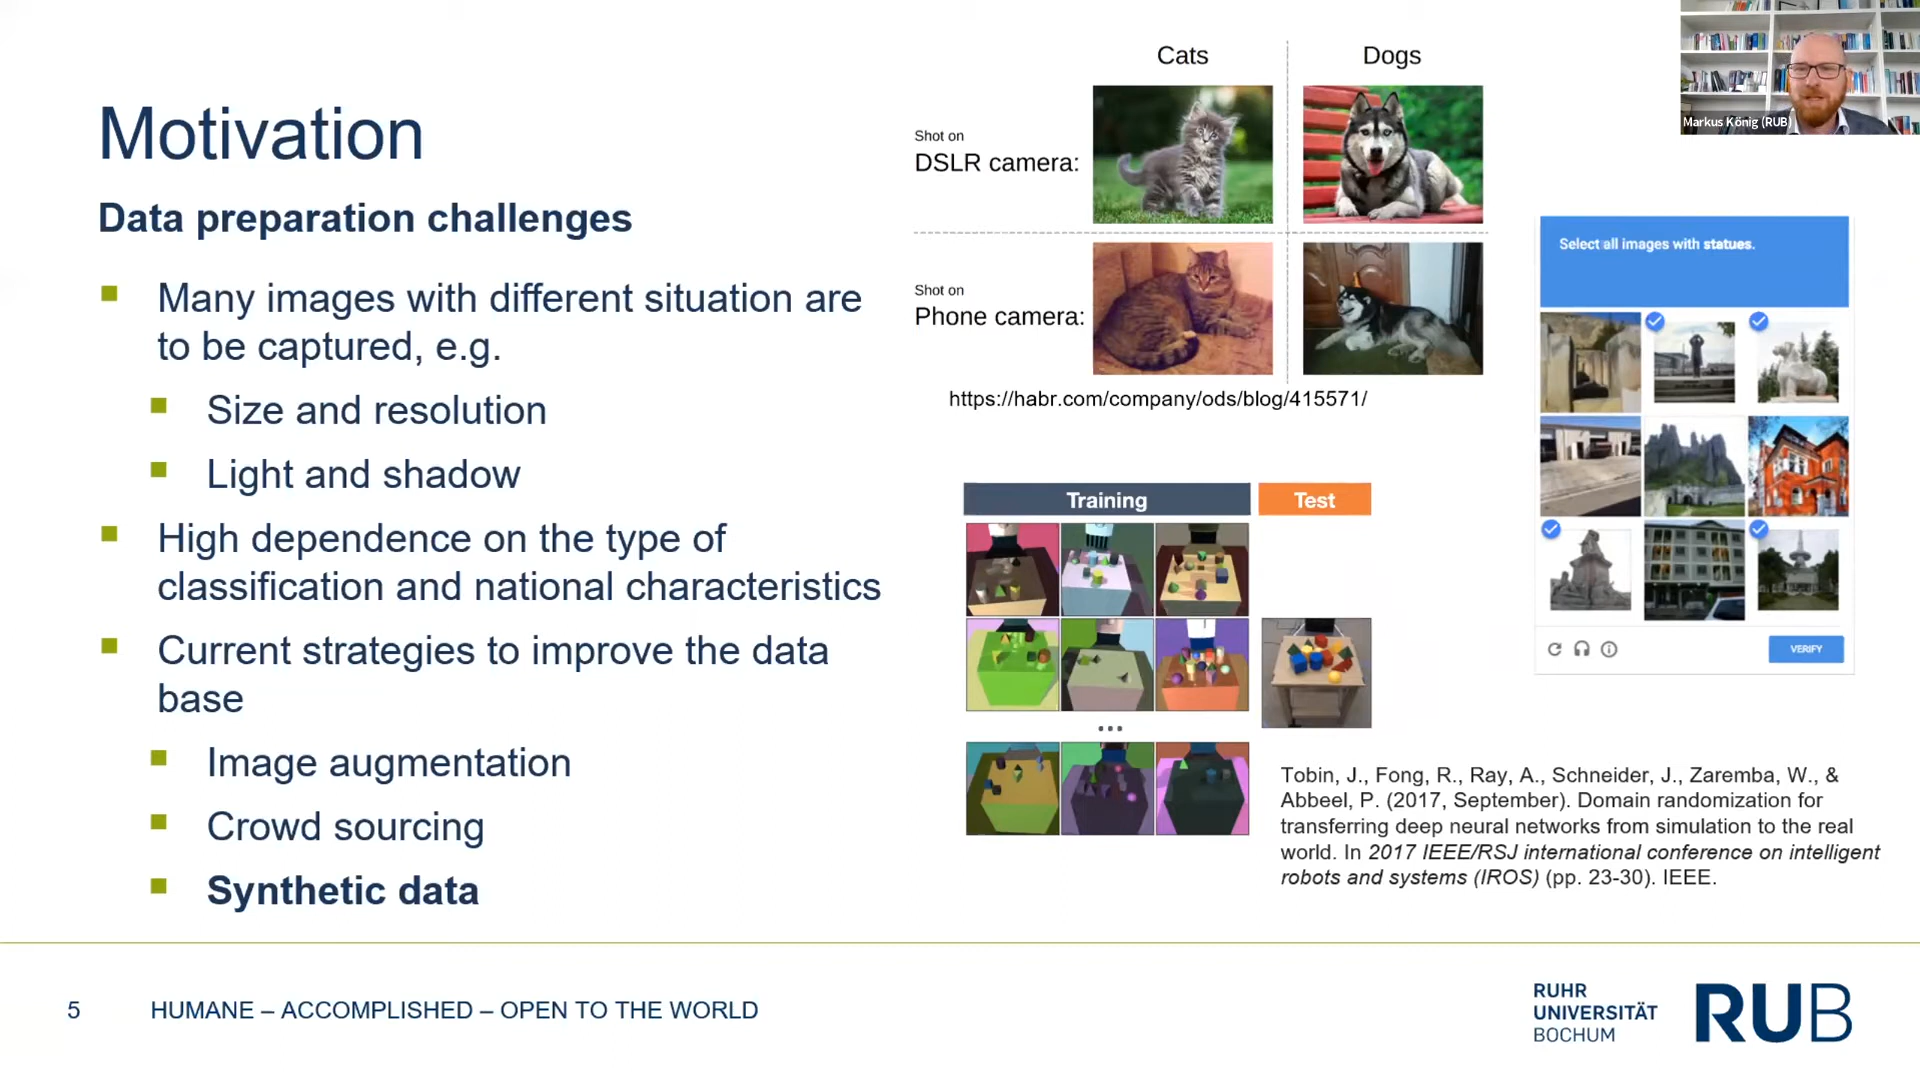 Motivation
Data preparation challenges
Many images with different situation are
to be captured, e.g.
Size and resolution
Light and shadow
High dependence on the type of
classification and national characteristics
Current strategies to improve the data
base
Image augmentation
Crowd sourcing
Synthetic data
Cats
Dogs
Shot on
DSLR camera:
Shot on
Phone camera:
https://habr.com/company/ods/blog/415571/
Training
Test
...
Tobin, J., Fong, R., Ray, A., Schneider, J., Zaremba, W., &
Abbeel, P. (2017, September). Domain randomization for
transferring deep neural networks from simulation to the real
world. In 2017 IEEE/RSJ international conference on intelligent
robots and systems (IROS) (pp. 23-30). IEEE.
Select all images with statues.
VERIFY
Markus König (RUB)
5
HUMANE – ACCOMPLISHED – OPEN TO THE WORLD
RUHR
UNIVERSITÄT
BOCHUM
RUB